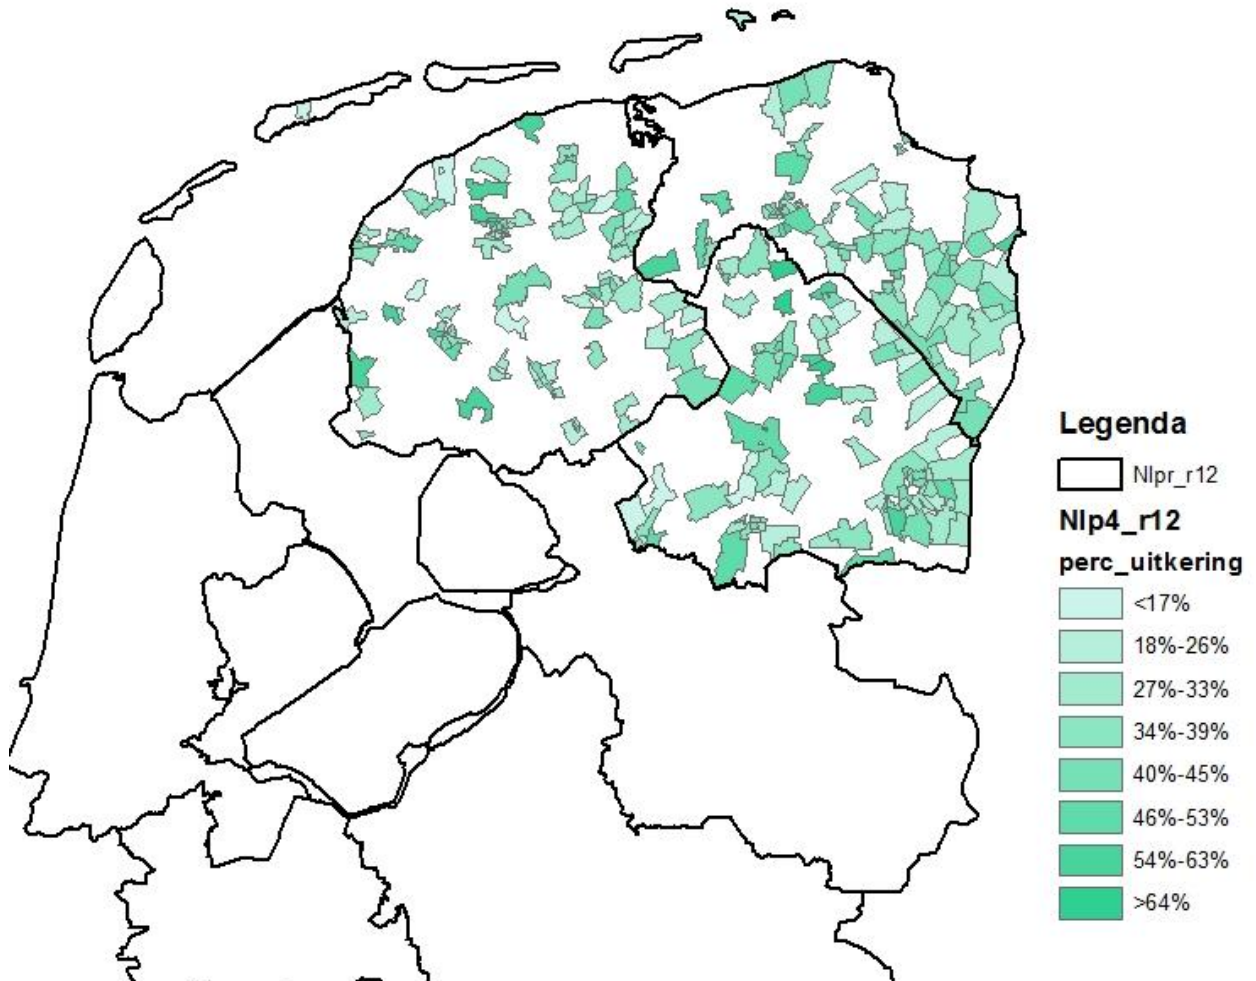 Legenda
Nlpr_r12
Nlp4_r12
perc_uitkering
<17%
18%-26%
27%-33%
34%-39%
40%-45%
46%-53%
54%-63%
>64%